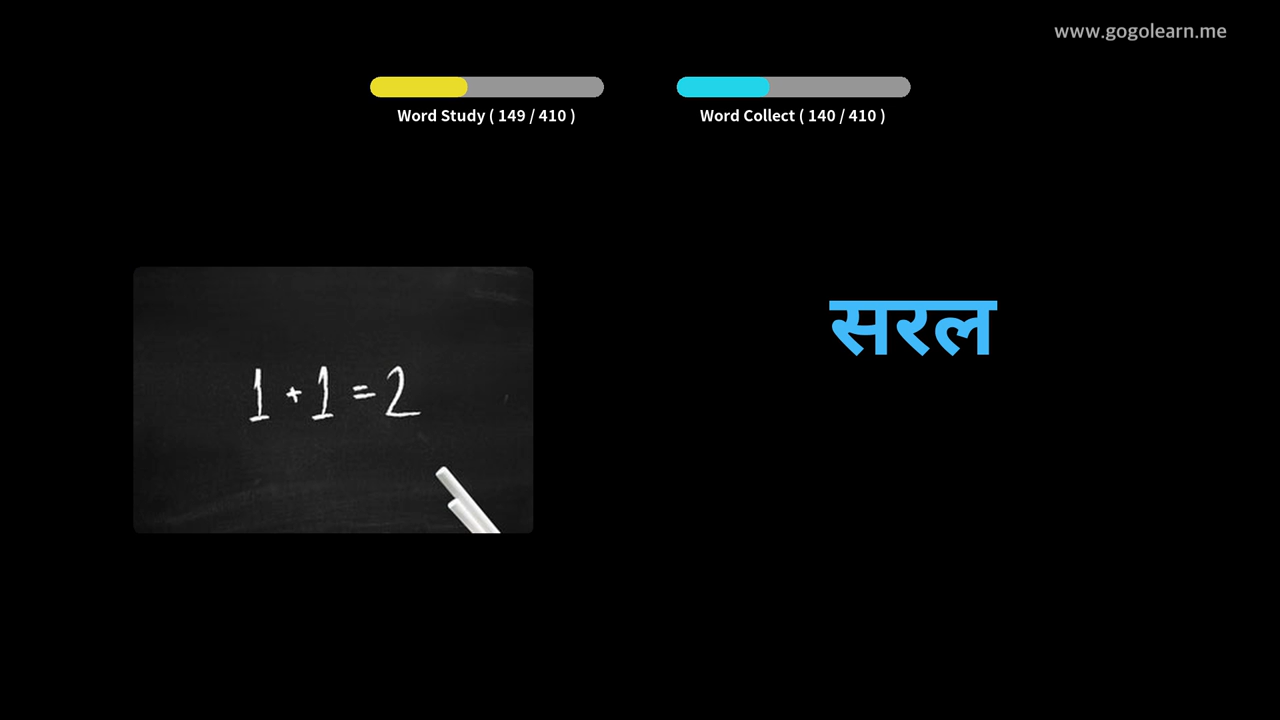 www.gogolearn.me
Word Study ( 149 / 410 )
Word Collect ( 140 / 410 )
सरल
1 + 1 = 2